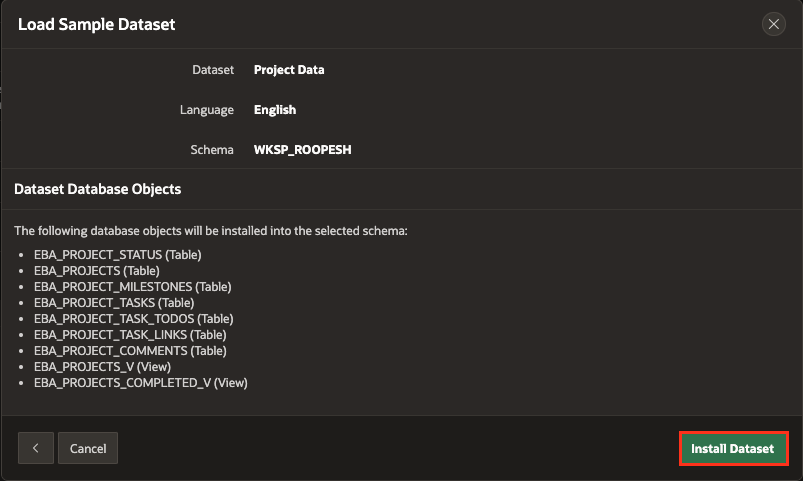 Load Sample Dataset
Dataset Project Data
Language English
Schema WKSP_ROOPESH
Dataset Database Objects
The following database objects will be installed into the selected schema:
• EBA_PROJECT_STATUS (Table)
• EBA_PROJECTS (Table)
• EBA_PROJECT_MILESTONES (Table)
• EBA_PROJECT_TASKS (Table)
• EBA_PROJECT_TASK_TODOS (Table)
• EBA_PROJECT_TASK_LINKS (Table)
• EBA_PROJECT_COMMENTS (Table)
• EBA_PROJECTS_V (View)
• EBA_PROJECTS_COMPLETED_V (View)
Cancel Install Dataset